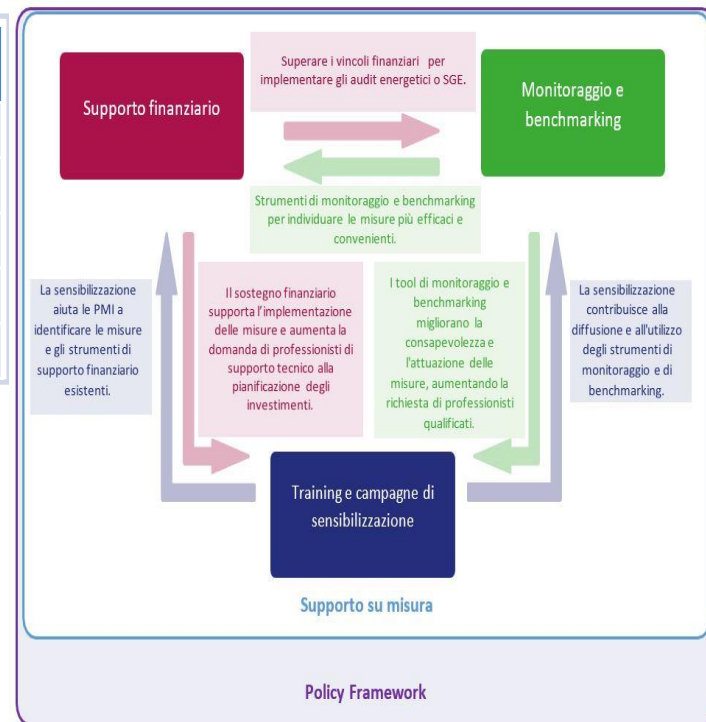 Superare i vincoli finanziari per
implementare gli audit energetici o SGE.
Supporto finanziario
Monitoraggio e
benchmarking
Strumenti di monitoraggio e benchmarking
per individuare le misure più efficaci e
convenienti.
La sensibilizzazione
aiuta le PMI a
identificare le misure
e gli strumenti di
supporto finanziario
esistenti.
Il sostegno finanziario
supporta l'implementazione
delle misure e aumenta la
domanda di professionisti di
supporto tecnico alla
pianificazione degli
investimenti.
I tool di monitoraggio e
benchmarking
migliorano la
consapevolezza e
l'attuazione delle
misure, aumentando la
richiesta di professionisti
qualificati.
La sensibilizzazione
contribuisce alla
diffusione e all'utilizzo
degli strumenti di
monitoraggio e di
benchmarking.
Training e campagne di
sensibilizzazione
Supporto su misura
Policy Framework